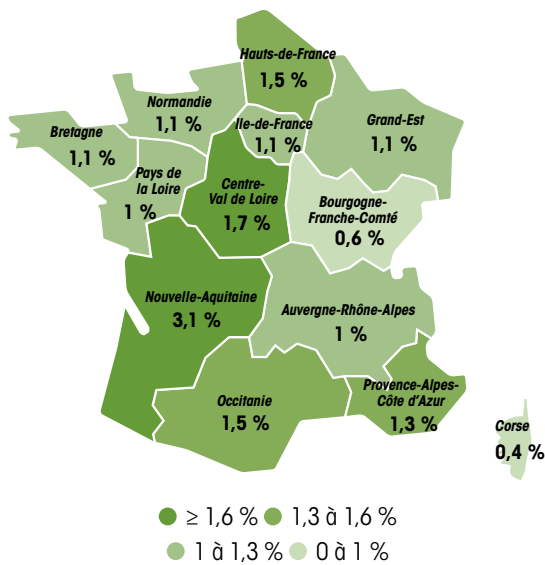 Hauts-de-France
1,5 %
Normandie
1,1 %
Ile-de-France
1,1 %
Grand-Est
1,1 %
Bretagne
1,1 %
Pays de
la Loire
1 %
Centre-
Val de Loire
1,7 %
Bourgogne-
Franche-Comté
0,6 %
Nouvelle-Aquitaine
3,1 %
Auvergne-Rhône-Alpes
1 %
Occitanie
1,5 %
Provence-Alpes-
Côte d'Azur
1,3 %
Corse
0,4 %
≥ 1,6 % 1,3 à 1,6 %
1 à 1,3 % 0 à 1 %